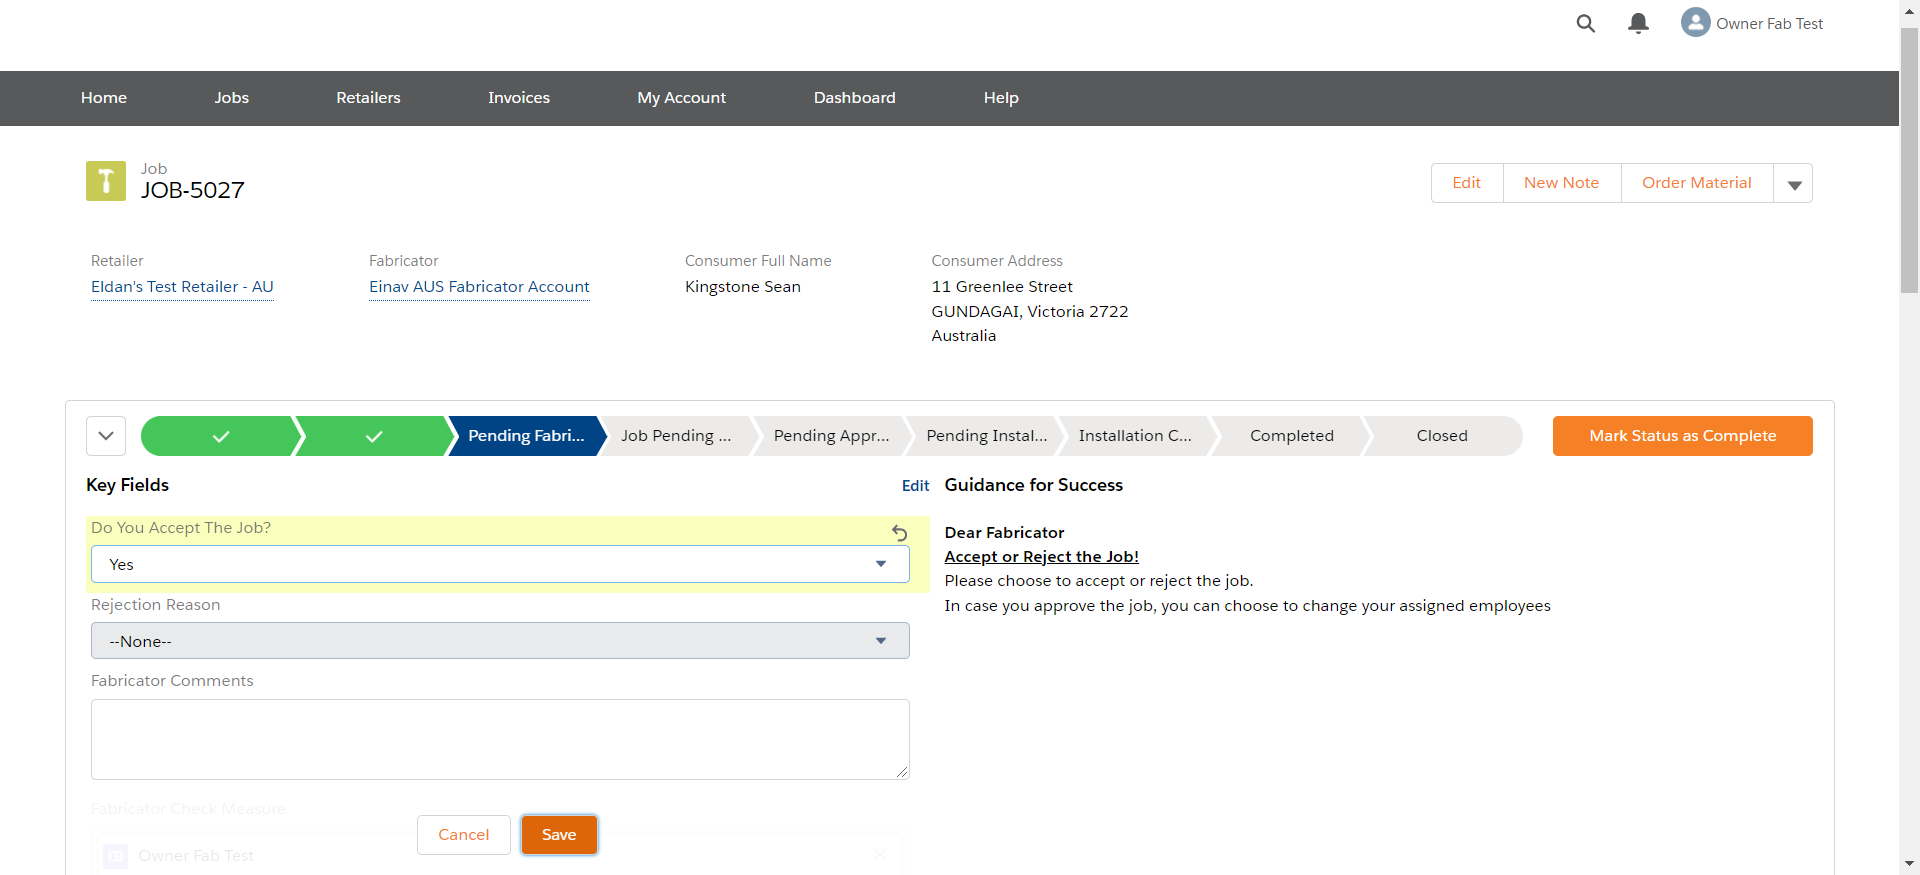 Owner Fab Test
Home Jobs Retailers Invoices My Account Dashboard Help
Job
JOB-5027
Edit New Note Order Material
Retailer Fabricator Consumer Full Name Consumer Address
Eldan's Test Retailer - AU Einav AUS Fabricator Account Kingstone Sean 11 Greenlee Street
GUNDAGAI, Victoria 2722
Australia
Pending Fabri... Job Pending ... Pending Appr... Pending Instal... Installation C... Completed Closed Mark Status as Complete
Key Fields Edit Guidance for Success
Do You Accept The Job?
Yes
Rejection Reason
--None--
Fabricator Comments
Dear Fabricator
Accept or Reject the Job!
Please choose to accept or reject the job.
In case you approve the job, you can choose to change your assigned employees
Fabricator Check Measure
Owner Fab Test
Cancel Save